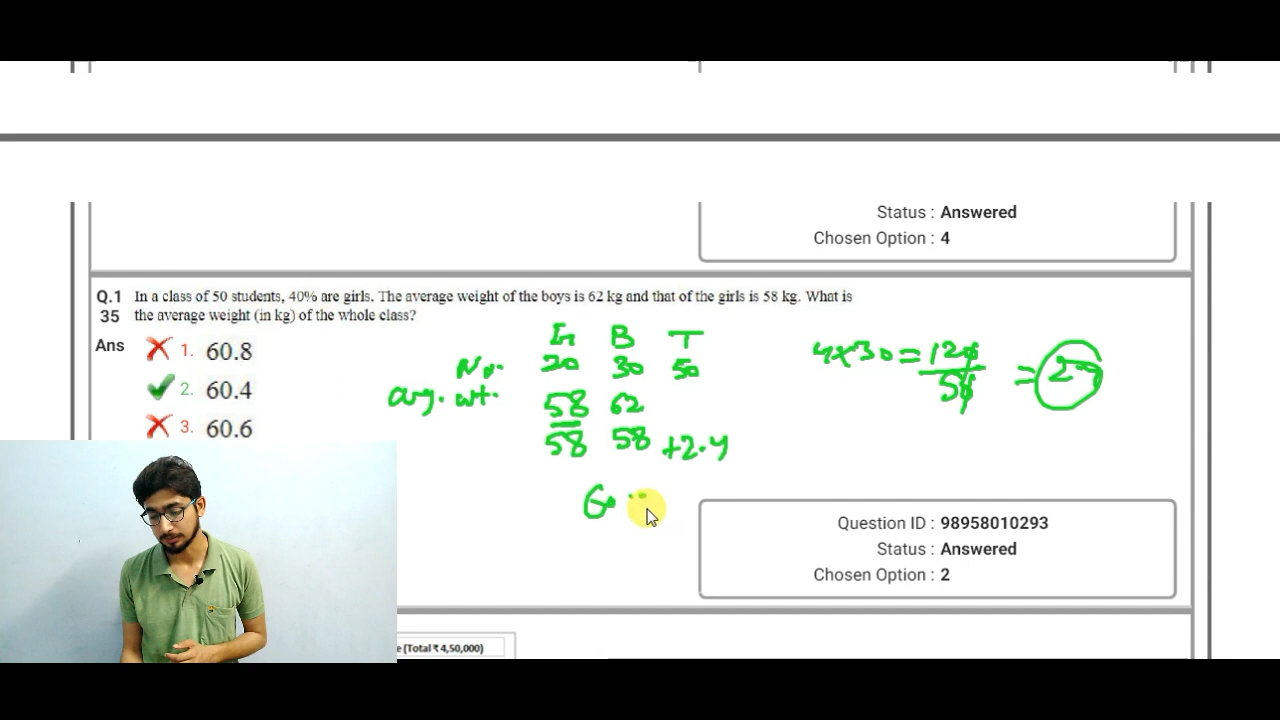 Status : Answered
Chosen Option : 4
Q.1 In a class of 50 students, 40% are girls. The average weight of the boys is 62 kg and that of the girls is 58 kg. What is
35 the average weight (in kg) of the whole class?
Ans 1. 60.8
2. 60.4
3. 60.6
G B T
No. 20 30 50
avg. wt. 58 62
58 58 +2.4
60
4x30 = 120
50
= 2.4
Question ID : 98958010293
Status : Answered
Chosen Option : 2
e (Total ₹ 4,50,000)